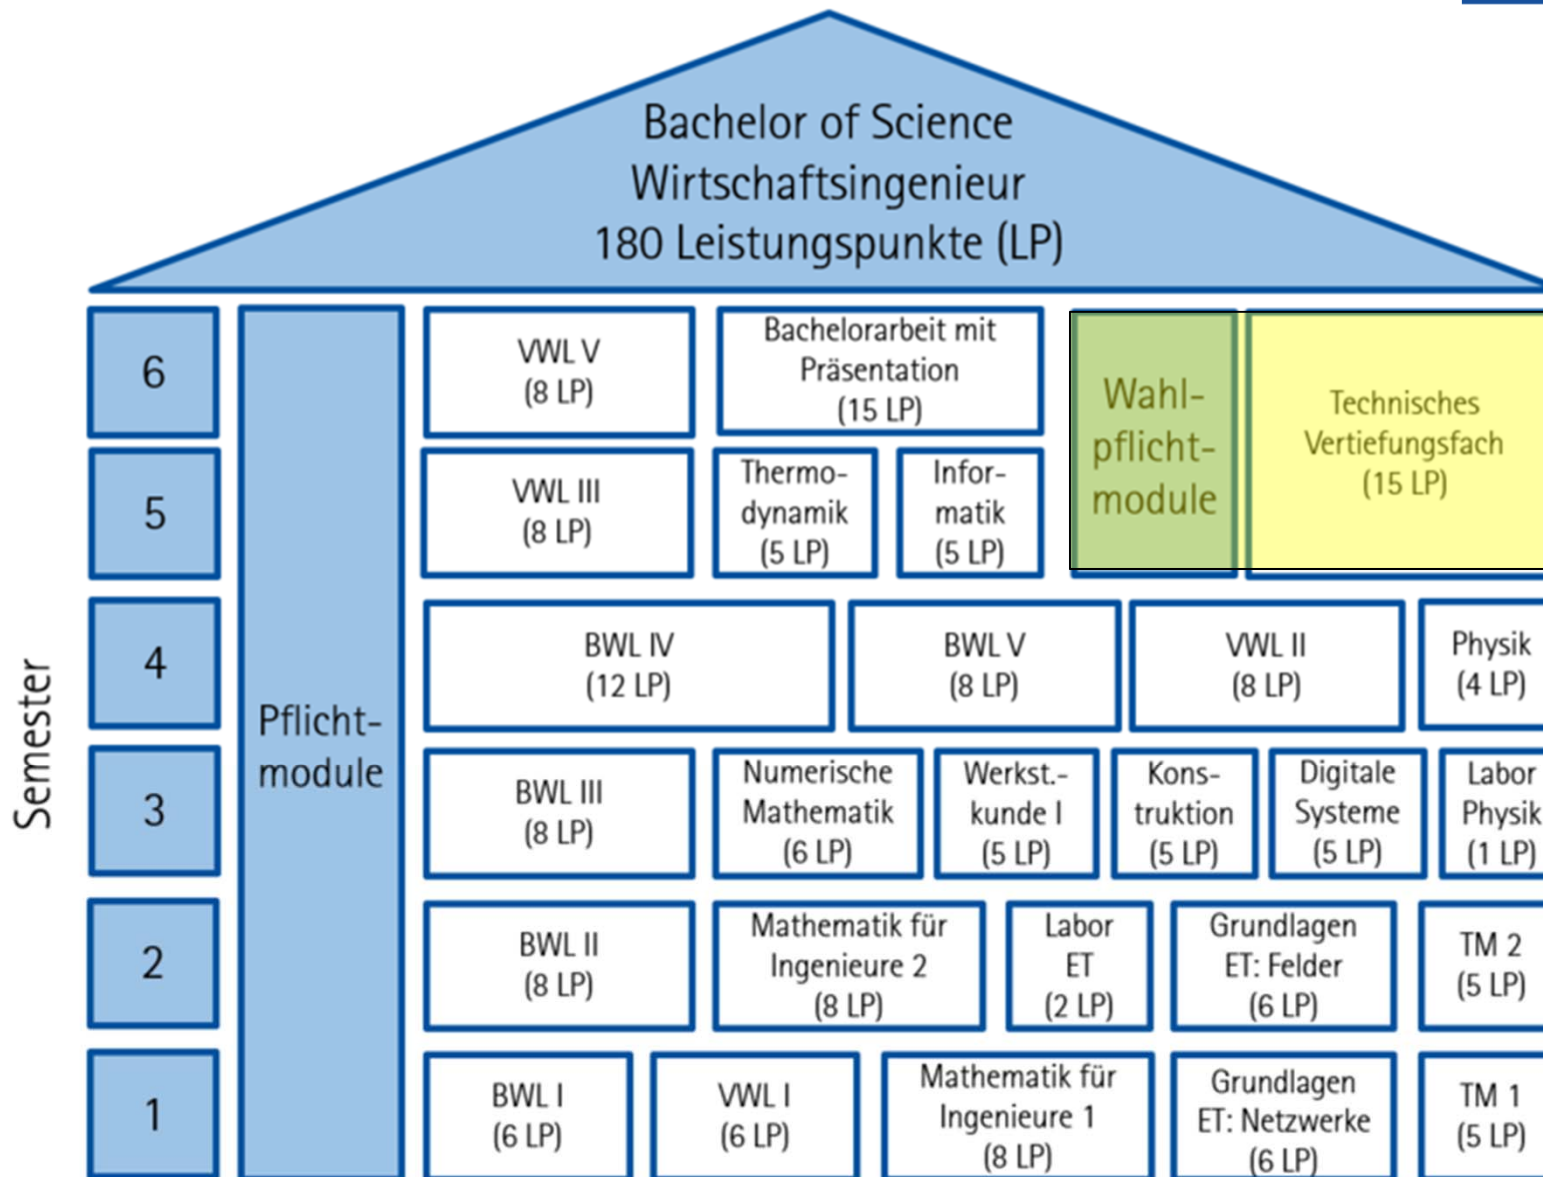 Bachelor of Science
Wirtschaftsingenieur
180 Leistungspunkte (LP)
Semester
6
Pflicht-
module
VWL V
(8 LP)
Bachelorarbeit mit
Präsentation
(15 LP)
Wahl-
pflicht-
module
Technisches
Vertiefungsfach
(15 LP)
5
VWL III
(8 LP)
Thermo-
dynamik
(5 LP)
Infor-
matik
(5 LP)
4
BWL IV
(12 LP)
BWL V
(8 LP)
VWL II
(8 LP)
Physik
(4 LP)
3
BWL III
(8 LP)
Numerische
Mathematik
(6 LP)
Werkst.-
kunde I
(5 LP)
Kons-
truktion
(5 LP)
Digitale
Systeme
(5 LP)
Labor
Physik
(1 LP)
2
BWL II
(8 LP)
Mathematik für
Ingenieure 2
(8 LP)
Labor
ET
(2 LP)
Grundlagen
ET: Felder
(6 LP)
TM 2
(5 LP)
1
BWL I
(6 LP)
VWL I
(6 LP)
Mathematik für
Ingenieure 1
(8 LP)
Grundlagen
ET: Netzwerke
(6 LP)
TM 1
(5 LP)